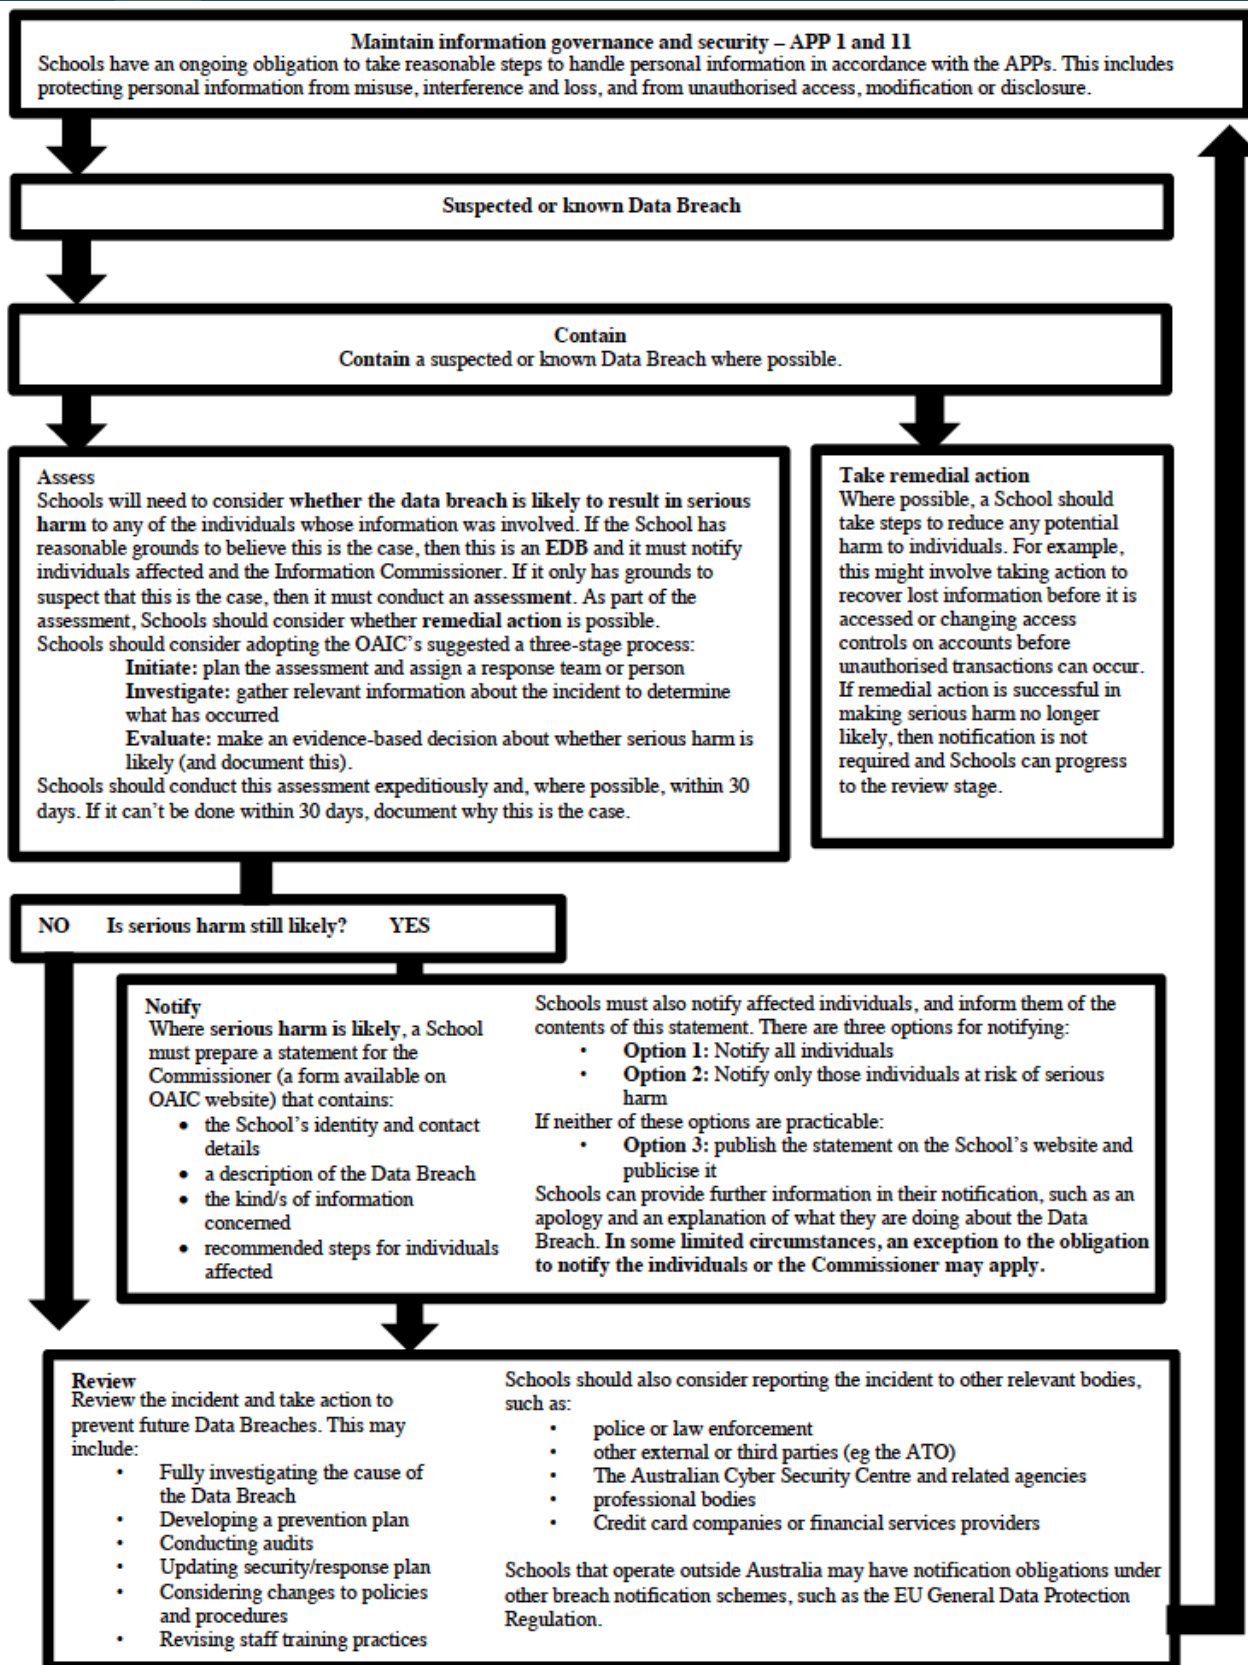 Maintain information governance and security – APP 1 and 11
Schools have an ongoing obligation to take reasonable steps to handle personal information in accordance with the APPs. This includes
protecting personal information from misuse, interference and loss, and from unauthorised access, modification or disclosure.
Suspected or known Data Breach
Contain
Contain a suspected or known Data Breach where possible.
Assess
Schools will need to consider whether the data breach is likely to result in serious
harm to any of the individuals whose information was involved. If the School has
reasonable grounds to believe this is the case, then this is an EDB and it must notify
individuals affected and the Information Commissioner. If it only has grounds to
suspect that this is the case, then it must conduct an assessment. As part of the
assessment, Schools should consider whether remedial action is possible.
Schools should consider adopting the OAIC's suggested a three-stage process:
Initiate: plan the assessment and assign a response team or person
Investigate: gather relevant information about the incident to determine
what has occurred
Evaluate: make an evidence-based decision about whether serious harm is
likely (and document this).
Schools should conduct this assessment expeditiously and, where possible, within 30
days. If it can't be done within 30 days, document why this is the case.
Take remedial action
Where possible, a School should
take steps to reduce any potential
harm to individuals. For example,
this might involve taking action to
recover lost information before it is
accessed or changing access
controls on accounts before
unauthorised transactions can occur.
If remedial action is successful in
making serious harm no longer
likely, then notification is not
required and Schools can progress
to the review stage.
NO Is serious harm still likely? YES
Notify
Where serious harm is likely, a School
must prepare a statement for the
Commissioner (a form available on
OAIC website) that contains:
• the School's identity and contact
details
• a description of the Data Breach
• the kind/s of information
concerned
• recommended steps for individuals
affected
Schools must also notify affected individuals, and inform them of the
contents of this statement. There are three options for notifying:
• Option 1: Notify all individuals
• Option 2: Notify only those individuals at risk of serious
harm
If neither of these options are practicable:
• Option 3: publish the statement on the School's website and
publicise it
Schools can provide further information in their notification, such as an
apology and an explanation of what they are doing about the Data
Breach. In some limited circumstances, an exception to the obligation
to notify the individuals or the Commissioner may apply.
Review
Review the incident and take action to
prevent future Data Breaches. This may
include:
• Fully investigating the cause of
the Data Breach
• Developing a prevention plan
• Conducting audits
• Updating security/response plan
• Considering changes to policies
and procedures
• Revising staff training practices
Schools should also consider reporting the incident to other relevant bodies,
such as:
• police or law enforcement
• other external or third parties (eg the ATO)
• The Australian Cyber Security Centre and related agencies
• professional bodies
• Credit card companies or financial services providers
Schools that operate outside Australia may have notification obligations under
other breach notification schemes, such as the EU General Data Protection
Regulation.